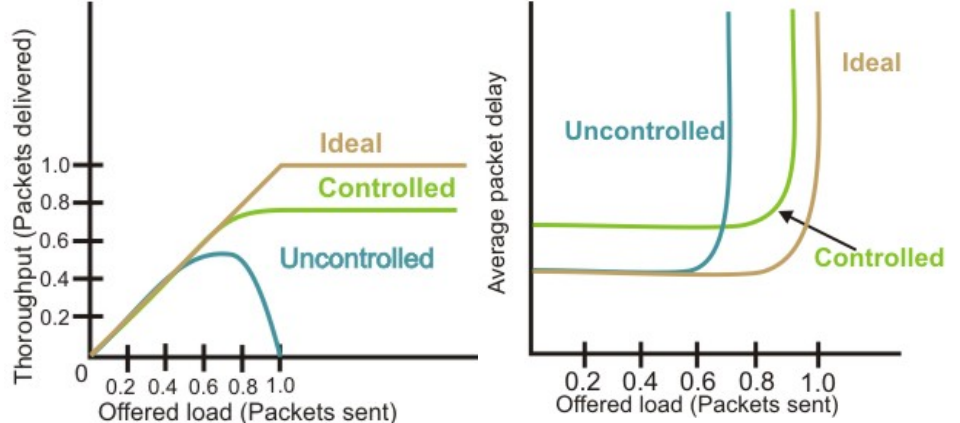 Thoroughput (Packets delivered)
1.0
0.8
0.6
0.4
0.2
0
0.2 0.4 0.6 0.8 1.0
Offered load (Packets sent)
Ideal
Controlled
Uncontrolled
Average packet delay
Ideal
Uncontrolled
Controlled
0.2 0.4 0.6 0.8 1.0
Offered load (Packets sent)